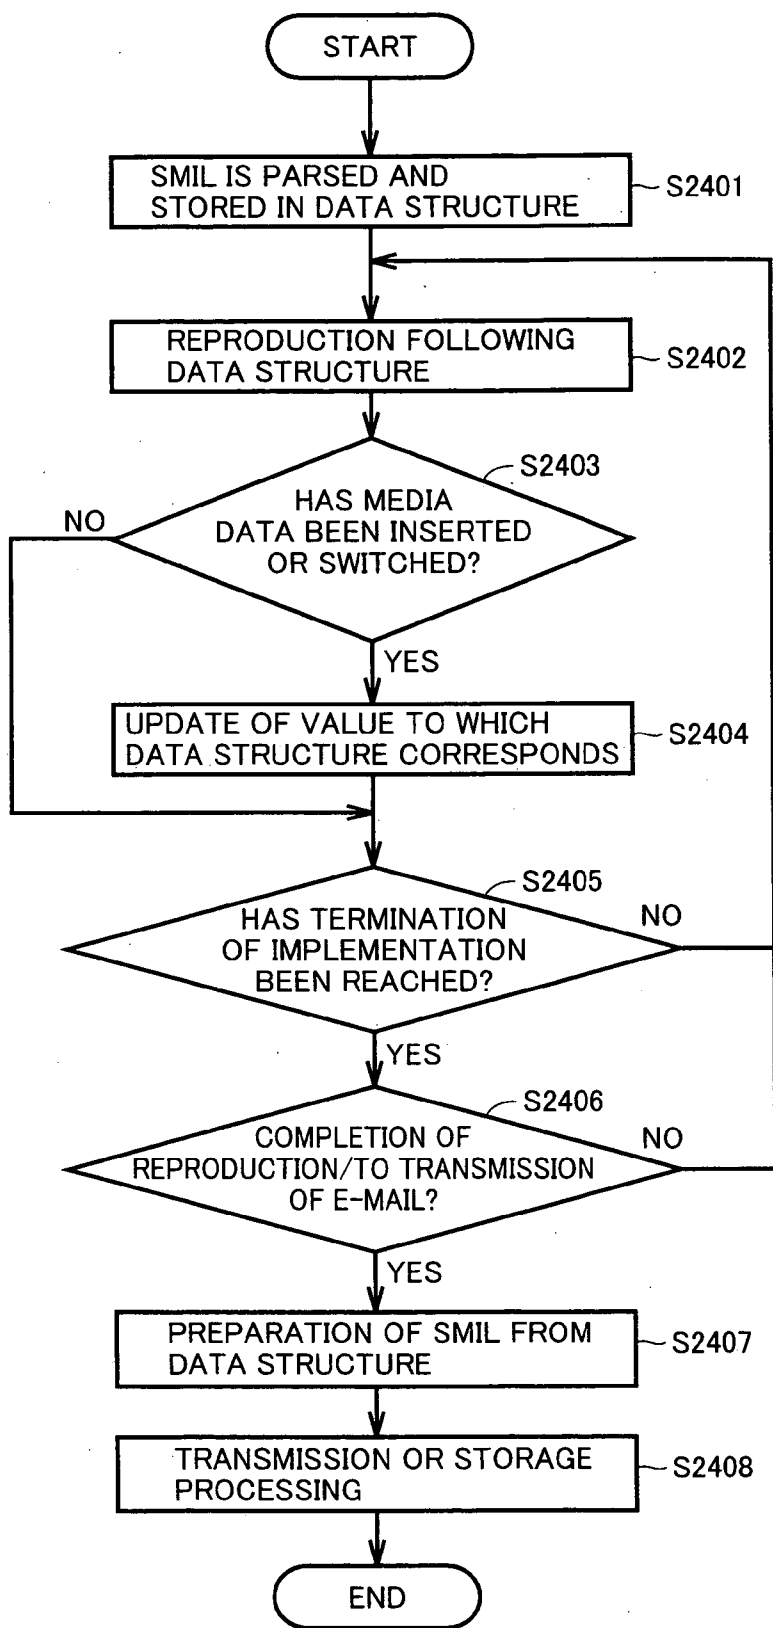 START
SMIL IS PARSED AND
STORED IN DATA STRUCTURE
S2401
REPRODUCTION FOLLOWING
DATA STRUCTURE
S2402
S2403
HAS MEDIA
DATA BEEN INSERTED
OR SWITCHED?
NO
YES
UPDATE OF VALUE TO WHICH
DATA STRUCTURE CORRESPONDS
S2404
S2405
HAS TERMINATION
OF IMPLEMENTATION
BEEN REACHED?
NO
YES
S2406
COMPLETION OF
REPRODUCTION/TO TRANSMISSION
OF E-MAIL?
NO
YES
PREPARATION OF SMIL FROM
DATA STRUCTURE
S2407
TRANSMISSION OR STORAGE
PROCESSING
S2408
END